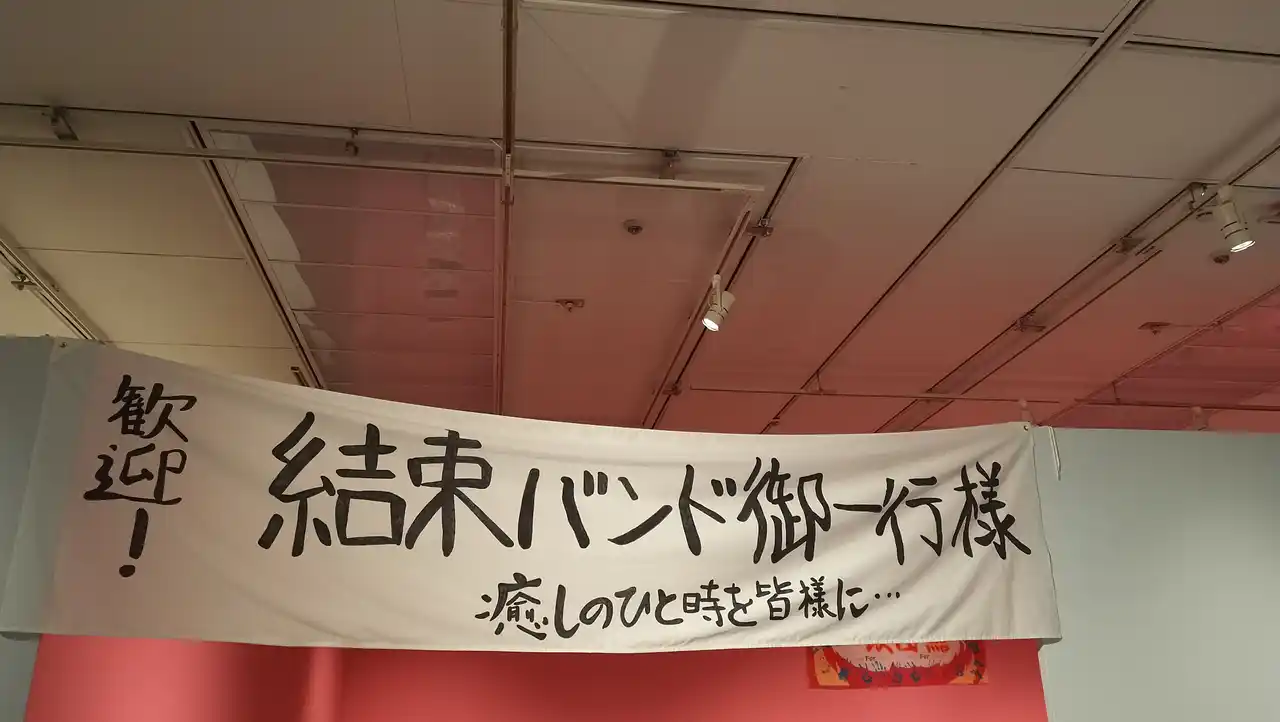 歓迎!
結束バンド御一行様
癒しのひと時を皆様に…